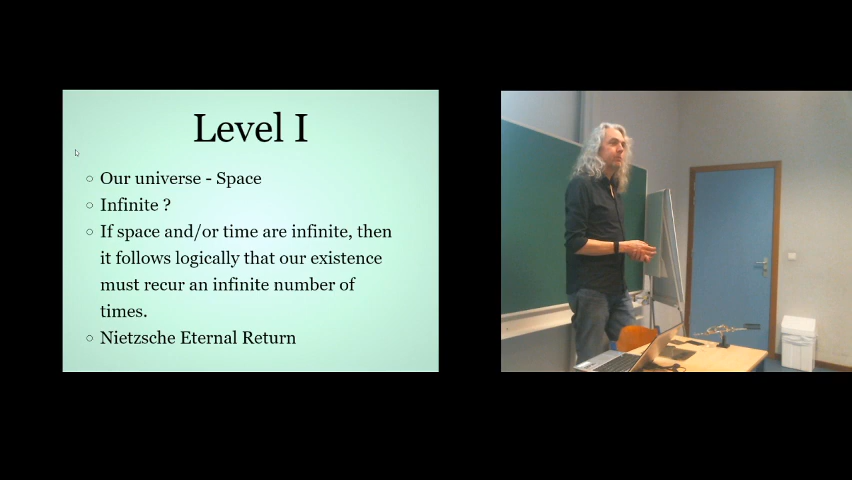 Level I
Our universe - Space
Infinite ?
If space and/or time are infinite, then
it follows logically that our existence
must recur an infinite number of
times.
Nietzsche Eternal Return